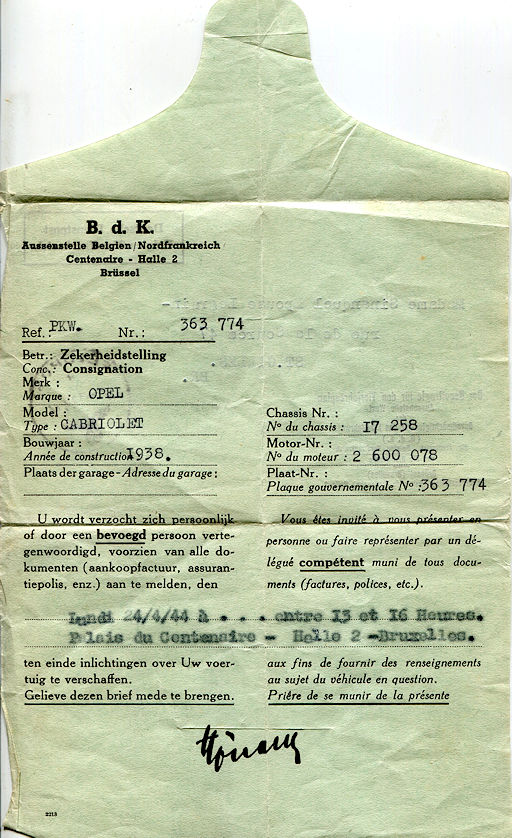 B. d. K.
Aussenstelle Belgien/Nordfrankreich
Centenaire - Halle 2
Brüssel
Ref.: PKW. Nr.: 363 774
Betr.: Zekerheidstelling
Conc.: Consignation
Merk :
Marque : OPEL
Model :
Type : CABRIOLET
Bouwjaar :
Année de construction I938.
Plaats der garage - Adresse du garage :
Chassis Nr. :
No du chassis : I7 258
Motor-Nr. :
No du moteur : 2 600 078
Plaat-Nr. :
Plaque gouvernementale No : 363 774
U wordt verzocht zich persoonlijk
of door een bevoegd persoon verte-
genwoordigd, voorzien van alle do-
kumenten (aankoopfactuur, assuran-
tiepolis, enz.) aan te melden, den
Vous êtes invité à vous présenter en
personne ou faire représenter par un dé-
légué compétent muni de tous docu-
ments (factures, polices, etc.).
Lundi 24/4/44 à . . . entre I3 et I6 Heures.
Palais du Centenaire - Halle 2 -Bruxelles.
ten einde inlichtingen over Uw voer-
tuig te verschaffen.
Gelieve dezen brief mede te brengen.
aux fins de fournir des renseignements
au sujet du véhicule en question.
Prière de se munir de la présente
2213